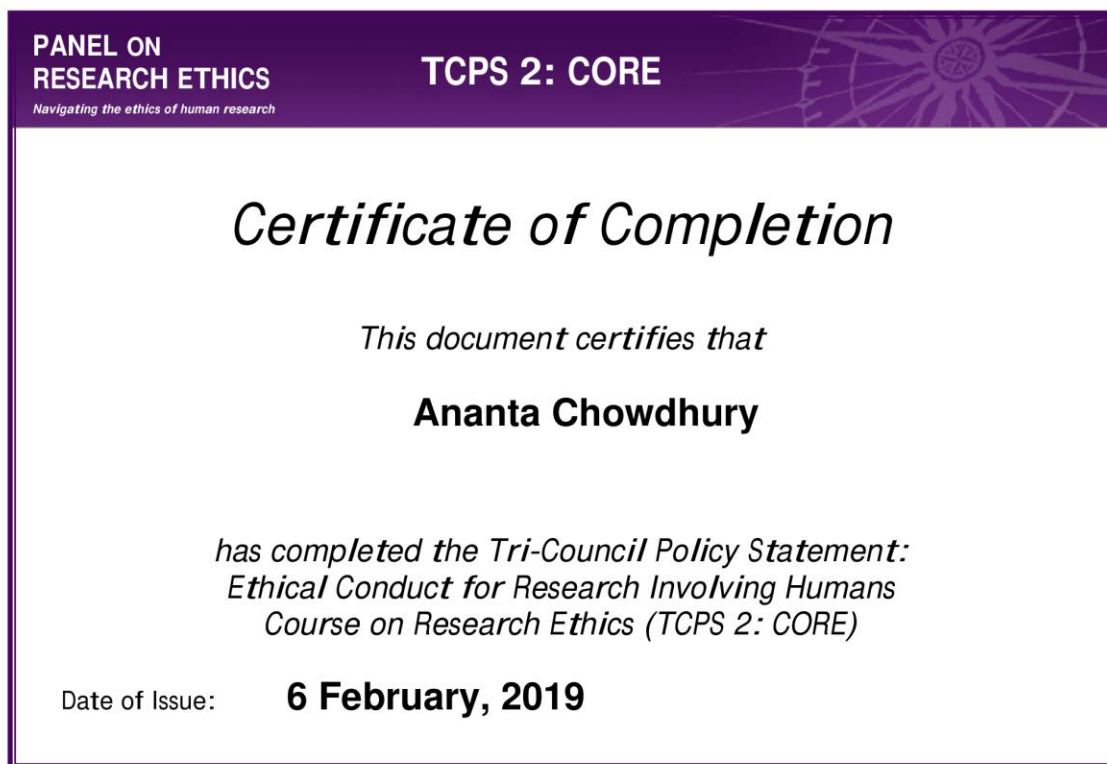 PANEL ON
RESEARCH ETHICS
Navigating the ethics of human research
TCPS 2: CORE
Certificate of Completion
This document certifies that
Ananta Chowdhury
has completed the Tri-Council Policy Statement:
Ethical Conduct for Research Involving Humans
Course on Research Ethics (TCPS 2: CORE)
Date of Issue: 6 February, 2019